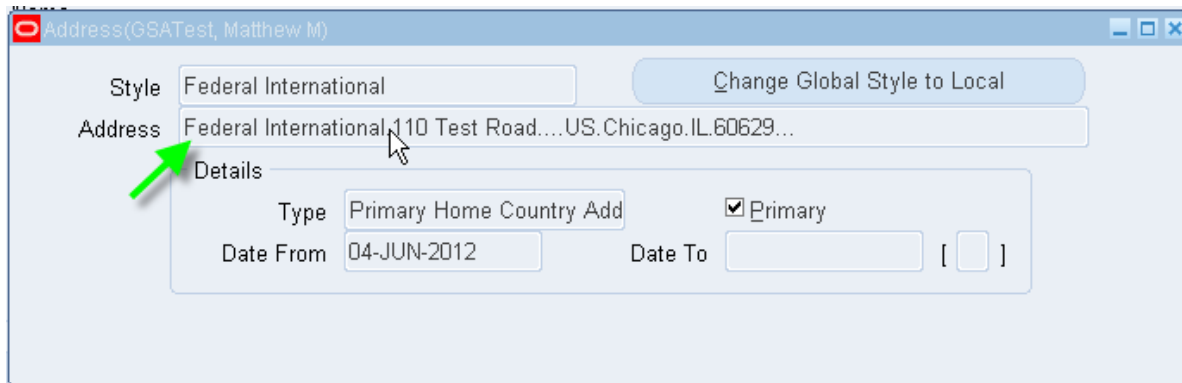 Address(GSATest, Matthew M)
Style Federal International Change Global Style to Local
Address Federal International.110 Test Road....US.Chicago.IL.60629...
Details
Type Primary Home Country Add Primary
Date From 04-JUN-2012 Date To [ ]